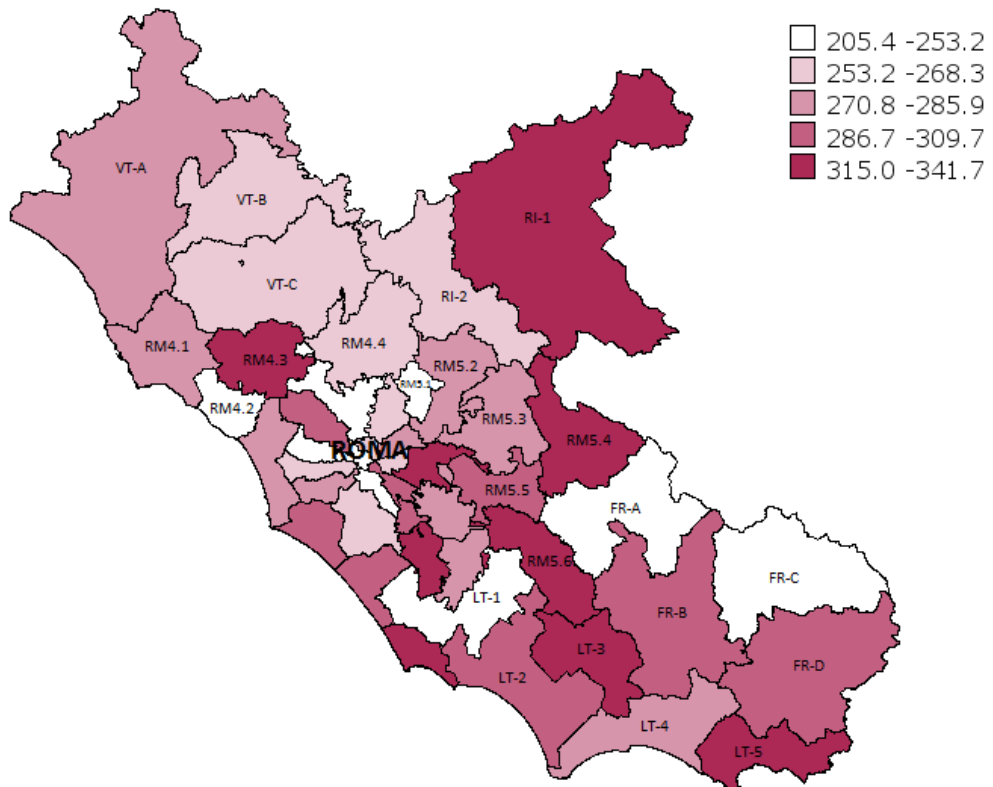 205.4 -253.2
253.2 -268.3
270.8 -285.9
286.7 -309.7
315.0 -341.7
VT-A
VT-B
RI-1
VT-C
RI-2
RM4.1
RM4.3
RM4.4
RM5.2
RM5.1
RM4.2
RM5.3
ROMA
RM5.4
RM5.5
FR-A
RM5.6
FR-C
LT-1
FR-B
LT-3
FR-D
LT-2
LT-4
LT-5